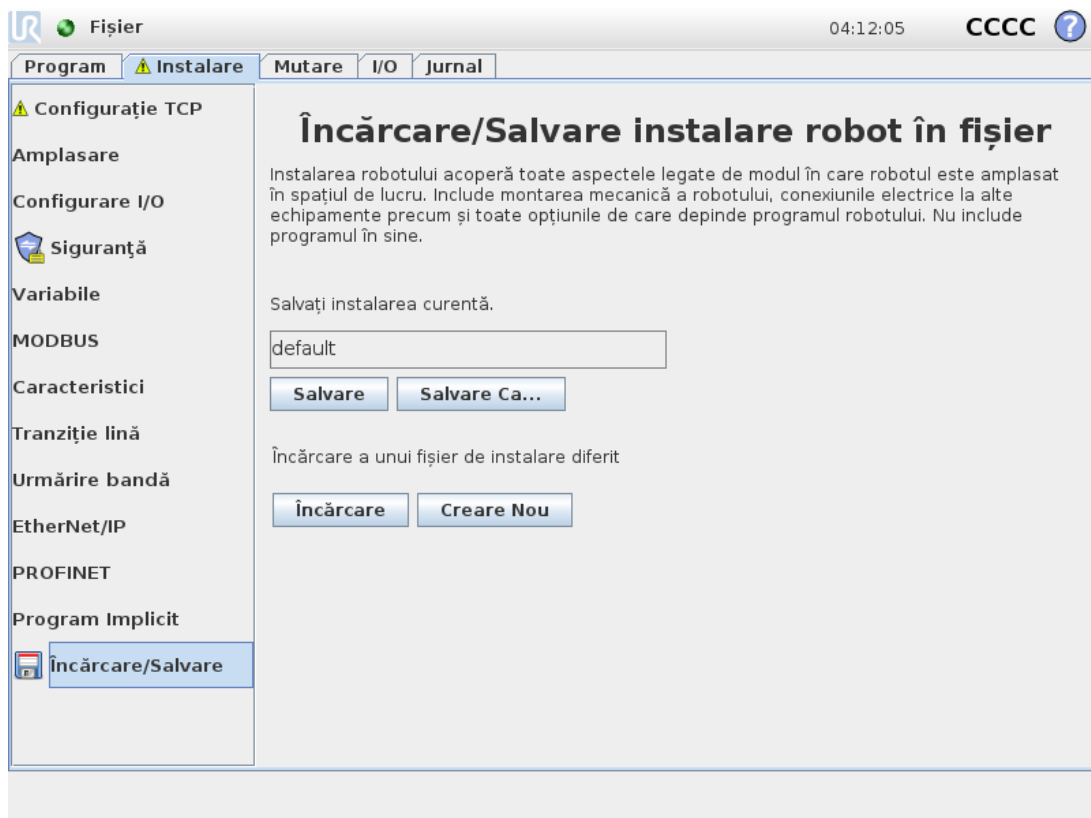 UR Fișier 04:12:05 CCCC ?
Program Instalare Mutare I/O Jurnal
Configurație TCP
Amplasare
Configurare I/O
Siguranţă
Variabile
MODBUS
Caracteristici
Tranziție lină
Urmărire bandă
EtherNet/IP
PROFINET
Program Implicit
Încărcare/Salvare
Încărcare/Salvare instalare robot în fișier
Instalarea robotului acoperă toate aspectele legate de modul în care robotul este amplasat
în spațiul de lucru. Include montarea mecanică a robotului, conexiunile electrice la alte
echipamente precum și toate opțiunile de care depinde programul robotului. Nu include
programul în sine.
Salvați instalarea curentă.
default
Salvare Salvare Ca...
Încărcare a unui fișier de instalare diferit
Încărcare Creare Nou